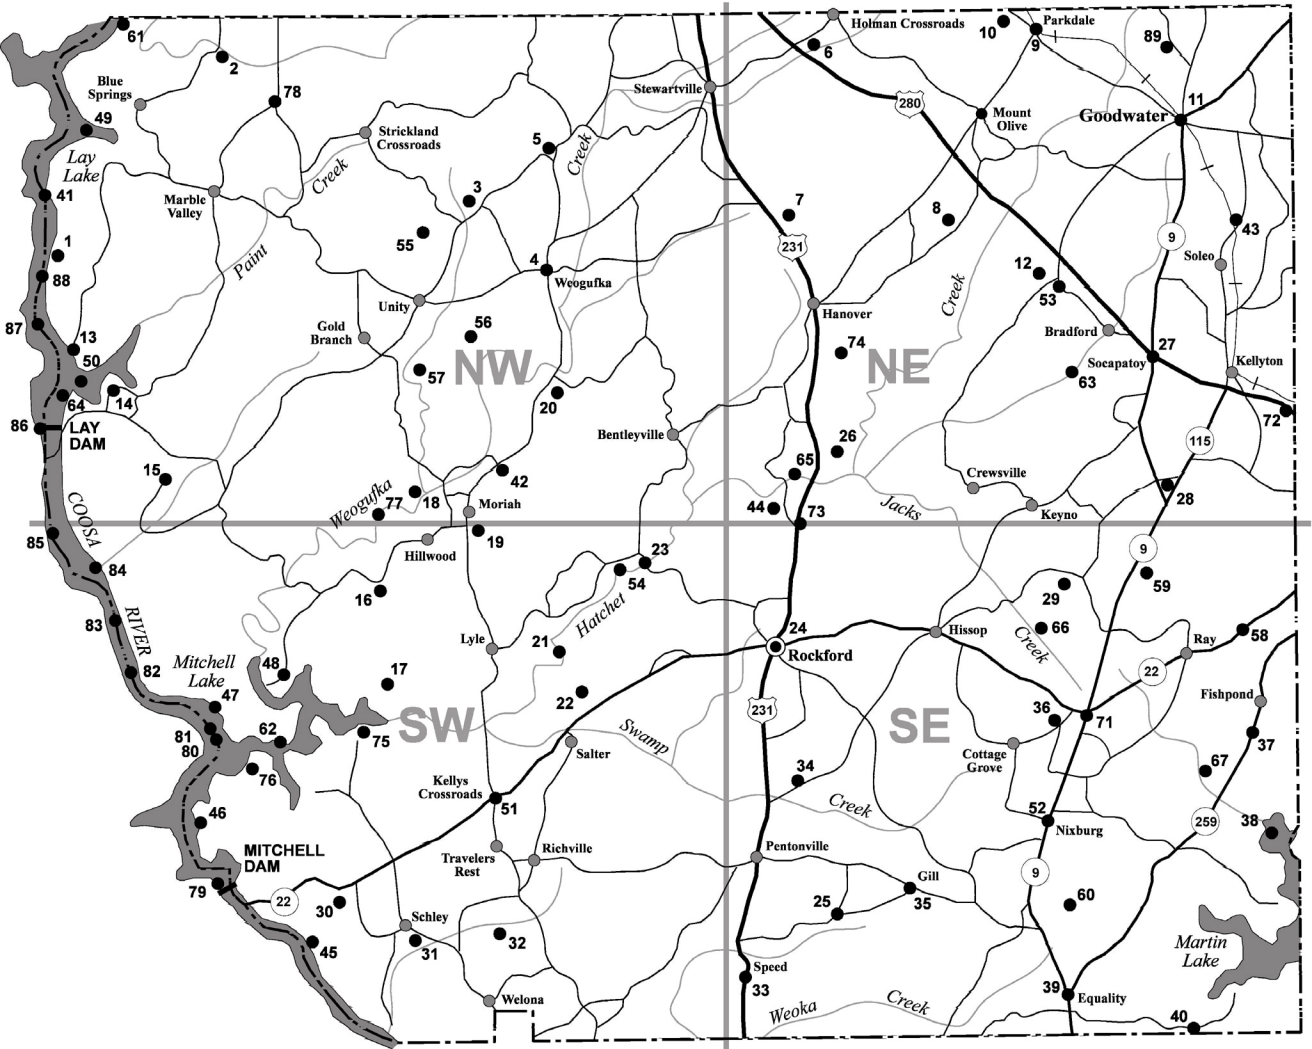 61
2
78
Blue
Springs
49
Lay
Lake
41
1
88
87
13
50
64
14
86
LAY
DAM
15
COOSA
85
84
83
RIVER
82
Marble
Valley
Paint
Creek
Strickland
Crossroads
5
Creek
3
55
4
Weogufka
Unity
Gold
Branch
56
57
NW
20
42
18
77
Weogufka
Moriah
19
Hillwood
Bentleyville
Stewartville
Holman Crossroads
6
280
10
Parkdale
9
89
11
Goodwater
Mount
Olive
7
231
8
Hanover
74
NE
Creek
12
53
Bradford
Socapatoy
27
63
9
43
Soleo
Kellyton
72
115
26
65
44
73
Jacks
Crewsville
Keyno
28
9
59
16
48
Mitchell
Lake
47
81
80
62
76
75
17
SW
Lyle
21
Hatchet
54
23
22
Swamp
Salter
Kellys
Crossroads
51
46
MITCHELL
DAM
79
22
30
45
Travelers
Rest
Richville
Schley
31
32
Welona
24
Rockford
231
Hissop
29
66
Creek
SE
36
71
22
Ray
58
Fishpond
37
67
Cottage
Grove
34
Creek
52
Nixburg
259
38
Pentonville
Gill
25
35
9
60
Martin
Lake
Speed
33
Weoka
Creek
39
Equality
40